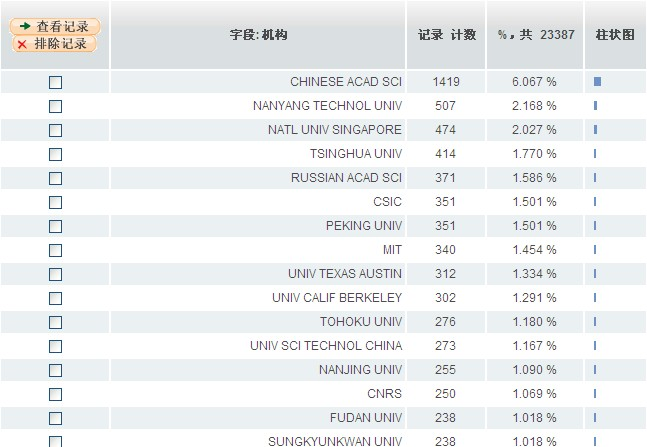 查看记录
排除记录
字段:机构 记录 计数 %，共 23387 柱状图
CHINESE ACAD SCI 1419 6.067 %
NANYANG TECHNOL UNIV 507 2.168 %
NATL UNIV SINGAPORE 474 2.027 %
TSINGHUA UNIV 414 1.770 %
RUSSIAN ACAD SCI 371 1.586 %
CSIC 351 1.501 %
PEKING UNIV 351 1.501 %
MIT 340 1.454 %
UNIV TEXAS AUSTIN 312 1.334 %
UNIV CALIF BERKELEY 302 1.291 %
TOHOKU UNIV 276 1.180 %
UNIV SCI TECHNOL CHINA 273 1.167 %
NANJING UNIV 255 1.090 %
CNRS 250 1.069 %
FUDAN UNIV 238 1.018 %
SUNGKYUNKWAN UNIV 238 1.018 %